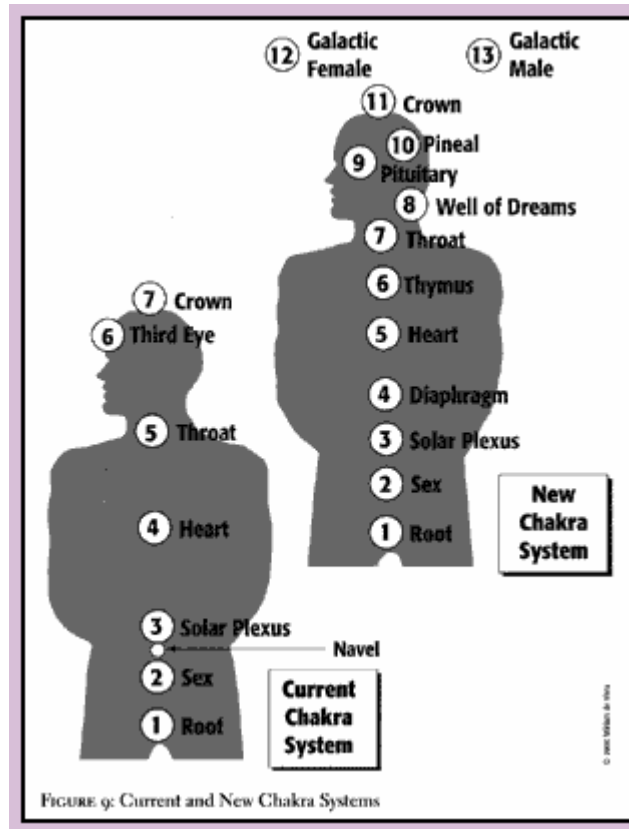 12 Galactic Female
13 Galactic Male
11 Crown
10 Pineal
9 Pituitary
8 Well of Dreams
7 Throat
6 Thymus
5 Heart
4 Diaphragm
3 Solar Plexus
2 Sex
1 Root
New
Chakra
System
7 Crown
6 Third Eye
5 Throat
4 Heart
3 Solar Plexus
Navel
2 Sex
1 Root
Current
Chakra
System
FIGURE 9: Current and New Chakra Systems